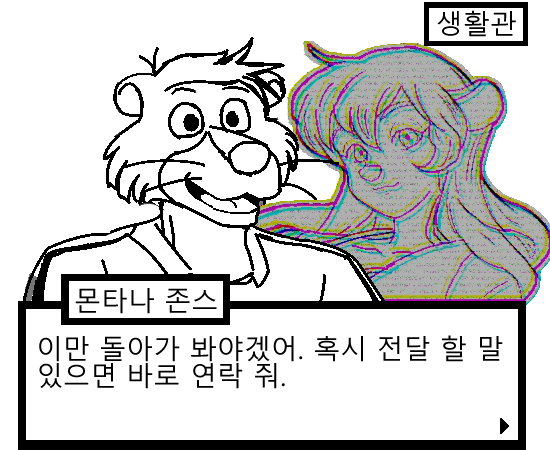 생활관
몬타나 존스
이만 돌아가 봐야겠어. 혹시 전달 할 말
있으면 바로 연락 줘.